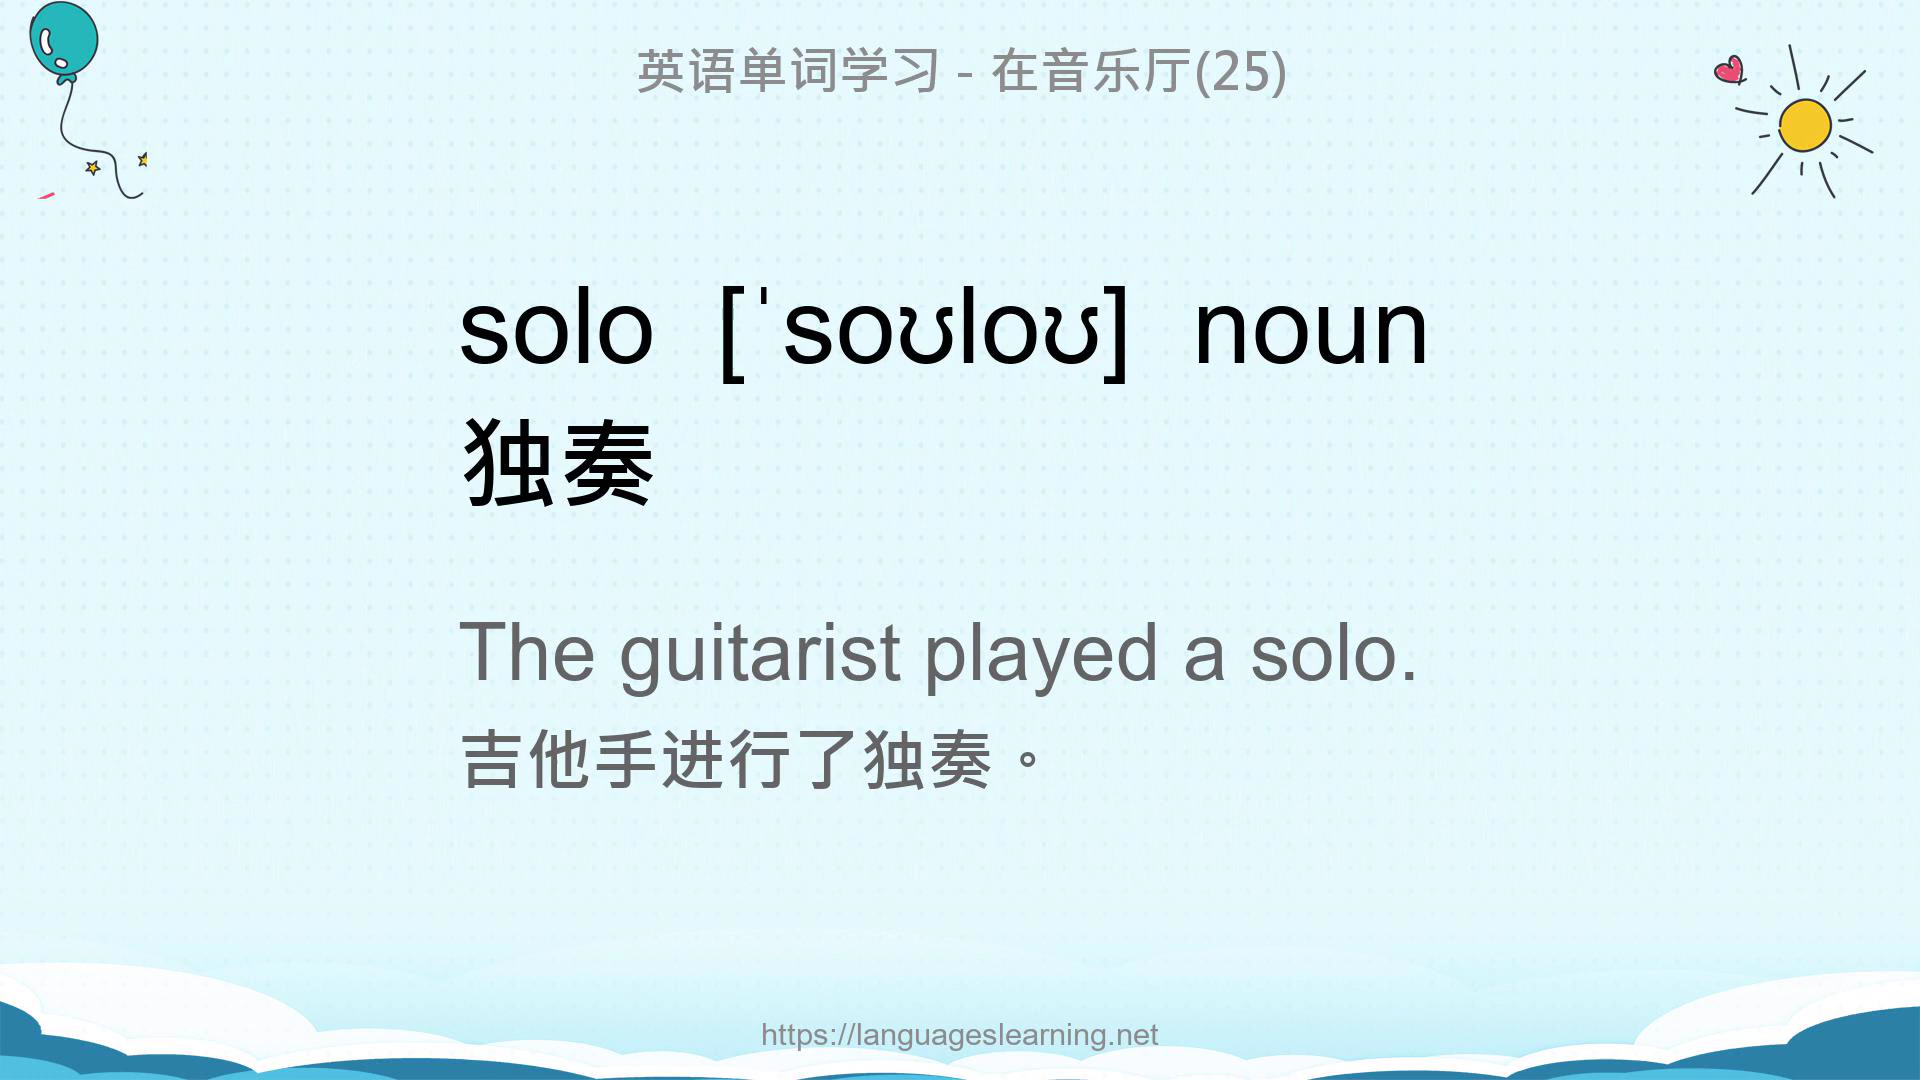 英语单词学习 - 在音乐厅(25)
solo [ˈsoʊloʊ] noun
独奏
The guitarist played a solo.
吉他手进行了独奏。
https://languageslearning.net